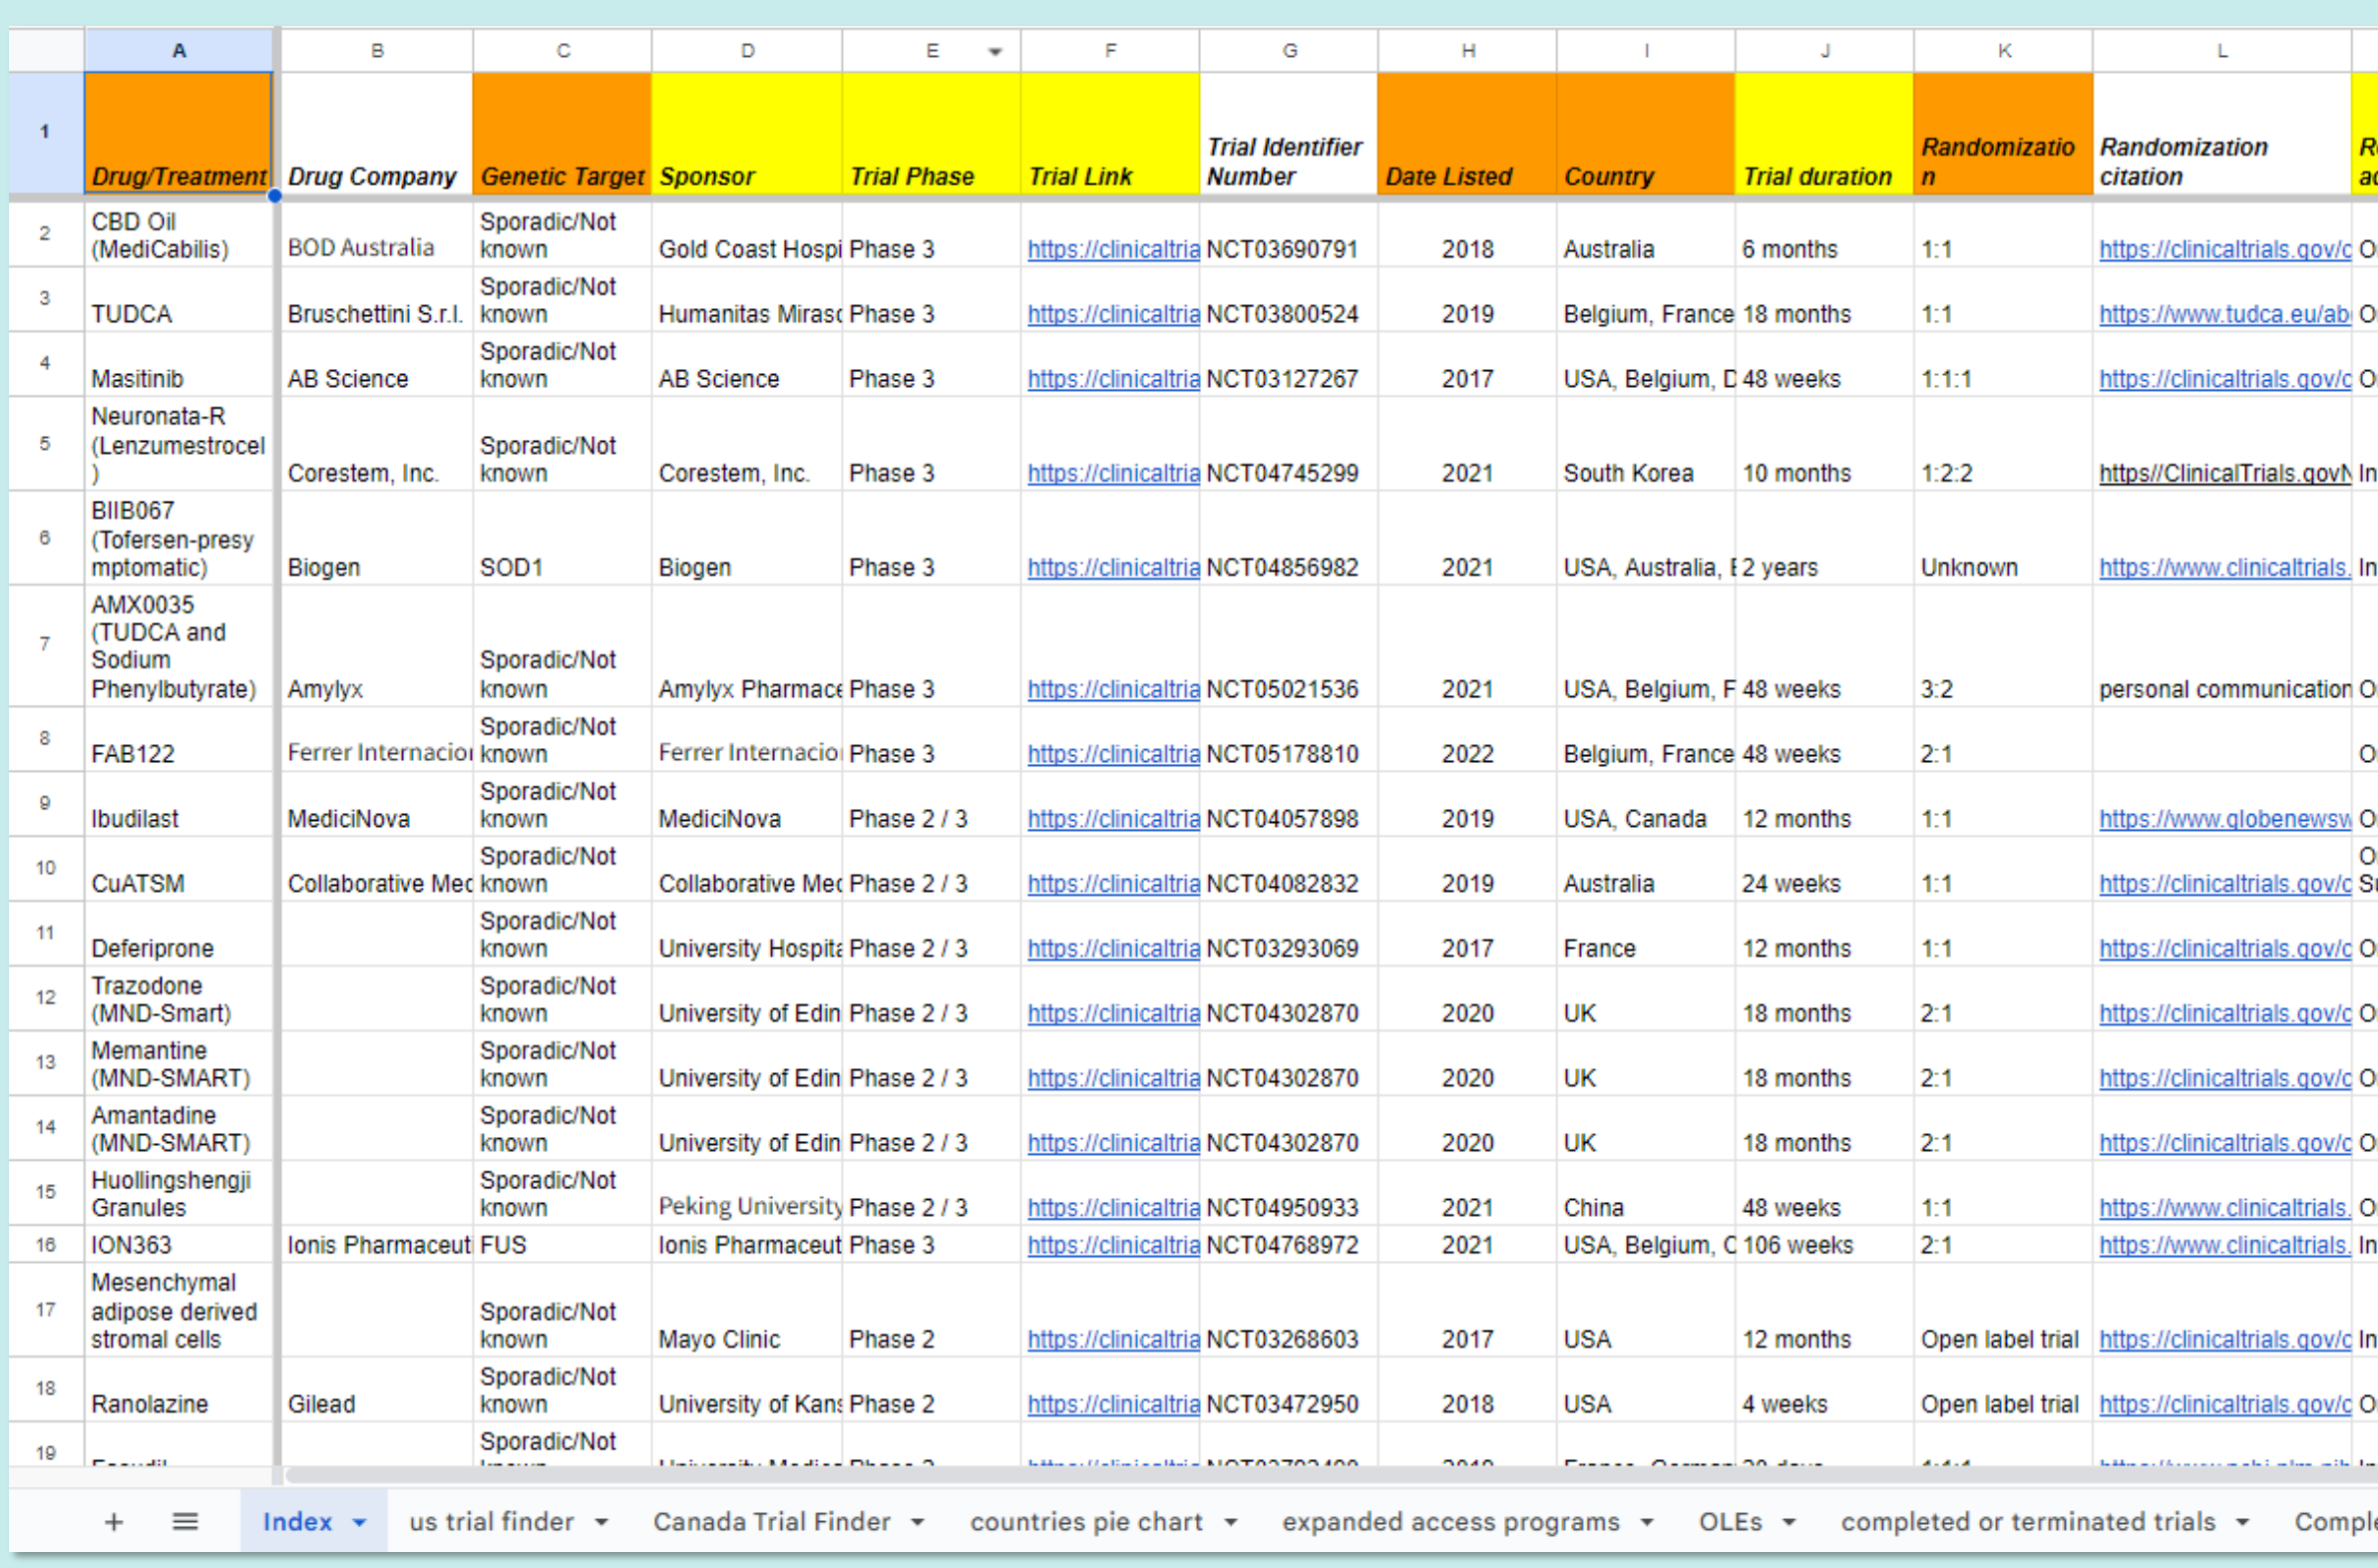 A B C D E F G H I J K L
1 Drug/Treatment Drug Company Genetic Target Sponsor Trial Phase Trial Link Trial Identifier Number Date Listed Country Trial duration Randomizatio n Randomization citation
2 CBD Oil (MediCabilis) BOD Australia Sporadic/Not known Gold Coast Hospi Phase 3 https://clinicaltria NCT03690791 2018 Australia 6 months 1:1 https://clinicaltrials.gov/c
3 TUDCA Bruschettini S.r.l. Sporadic/Not known Humanitas Miraso Phase 3 https://clinicaltria NCT03800524 2019 Belgium, France 18 months 1:1 https://www.tudca.eu/ab
4 Masitinib AB Science Sporadic/Not known AB Science Phase 3 https://clinicaltria NCT03127267 2017 USA, Belgium, 48 weeks 1:1:1 https://clinicaltrials.gov/c
5 Neuronata-R (Lenzumestrocel ) Corestem, Inc. Sporadic/Not known Corestem, Inc. Phase 3 https://clinicaltria NCT04745299 2021 South Korea 10 months 1:2:2 https//ClinicalTrials.govN In
6 BIIB067 (Tofersen-presy mptomatic) Biogen SOD1 Biogen Phase 3 https://clinicaltria NCT04856982 2021 USA, Australia, 2 years Unknown https://www.clinicaltrials. In
7 AMX0035 (TUDCA and Sodium Phenylbutyrate) Amylyx Sporadic/Not known Amylyx Pharmace Phase 3 https://clinicaltria NCT05021536 2021 USA, Belgium, F 48 weeks 3:2 personal communication
8 FAB122 Ferrer Internacio Sporadic/Not known Ferrer Internacio Phase 3 https://clinicaltria NCT05178810 2022 Belgium, France 48 weeks 2:1
9 Ibudilast MediciNova Sporadic/Not known MediciNova Phase 2 / 3 https://clinicaltria NCT04057898 2019 USA, Canada 12 months 1:1 https://www.globenewsw
10 CuATSM Collaborative Med Sporadic/Not known Collaborative Med Phase 2 / 3 https://clinicaltria NCT04082832 2019 Australia 24 weeks 1:1 https://clinicaltrials.gov/c
11 Deferiprone Sporadic/Not known University Hospita Phase 2 / 3 https://clinicaltria NCT03293069 2017 France 12 months 1:1 https://clinicaltrials.gov/c
12 Trazodone (MND-Smart) Sporadic/Not known University of Edin Phase 2 / 3 https://clinicaltria NCT04302870 2020 UK 18 months 2:1 https://clinicaltrials.gov/c
13 Memantine (MND-SMART) Sporadic/Not known University of Edin Phase 2 / 3 https://clinicaltria NCT04302870 2020 UK 18 months 2:1 https://clinicaltrials.gov/c
14 Amantadine (MND-SMART) Sporadic/Not known University of Edin Phase 2 / 3 https://clinicaltria NCT04302870 2020 UK 18 months 2:1 https://clinicaltrials.gov/c
15 Huollingshengji Granules Sporadic/Not known Peking University Phase 2 / 3 https://clinicaltria NCT04950933 2021 China 48 weeks 1:1 https://www.clinicaltrials.
16 ION363 Ionis Pharmaceuti FUS Ionis Pharmaceut Phase 3 https://clinicaltria NCT04768972 2021 USA, Belgium, C 106 weeks 2:1 https://www.clinicaltrials. In
17 Mesenchymal adipose derived stromal cells Sporadic/Not known Mayo Clinic Phase 2 https://clinicaltria NCT03268603 2017 USA 12 months Open label trial https://clinicaltrials.gov/c In
18 Ranolazine Gilead Sporadic/Not known University of Kans Phase 2 https://clinicaltria NCT03472950 2018 USA 4 weeks Open label trial https://clinicaltrials.gov/c
19 Sporadic/Not
+ Index us trial finder Canada Trial Finder countries pie chart expanded access programs OLEs completed or terminated trials Comple